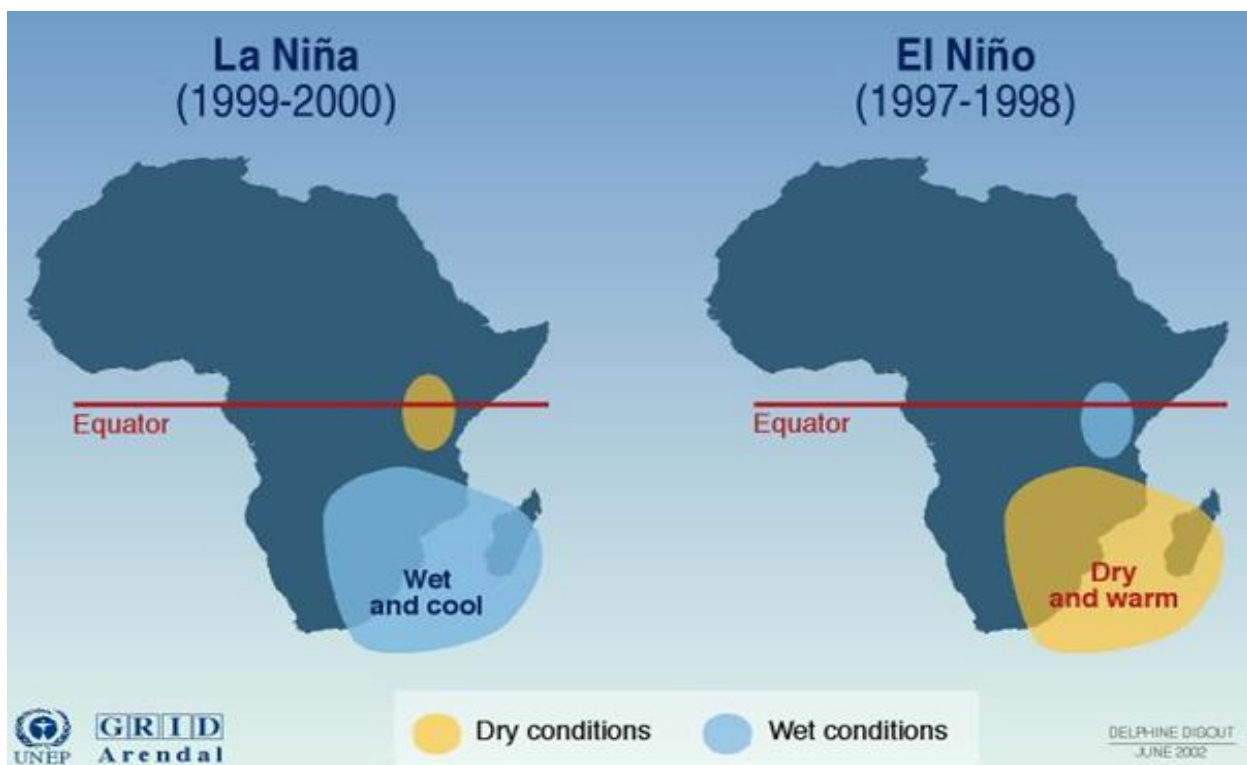 La Niña
(1999-2000)
El Niño
(1997-1998)
Equator
Equator
Wet
and cool
Dry
and warm
UNEP
GRID
Arendal
Dry conditions
Wet conditions
DELPHINE DIGOUT
JUNE 2002